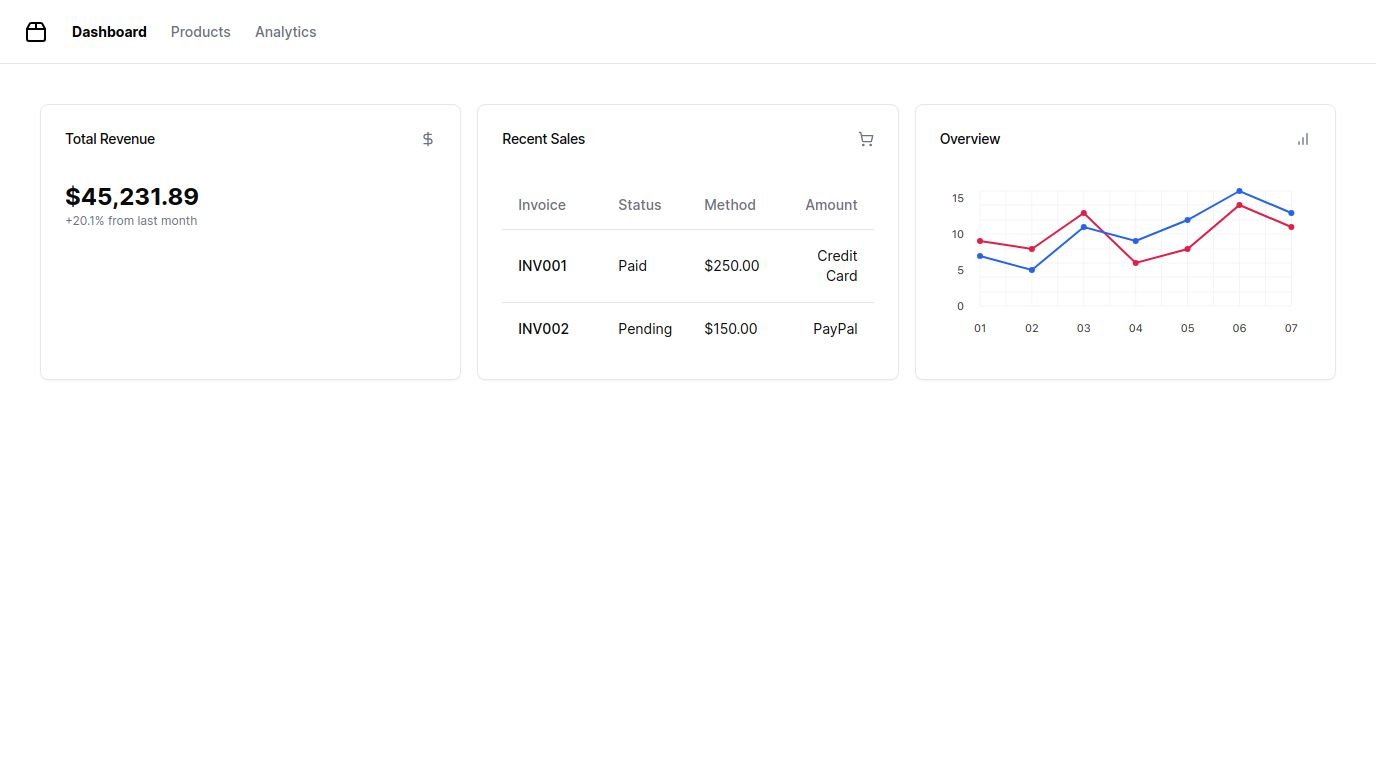 Dashboard Products Analytics
Total Revenue
$45,231.89
+20.1% from last month
Recent Sales
Invoice Status Method Amount
INV001 Paid $250.00 Credit
Card
INV002 Pending $150.00 PayPal
Overview
15
10
5
0
01 02 03 04 05 06 07